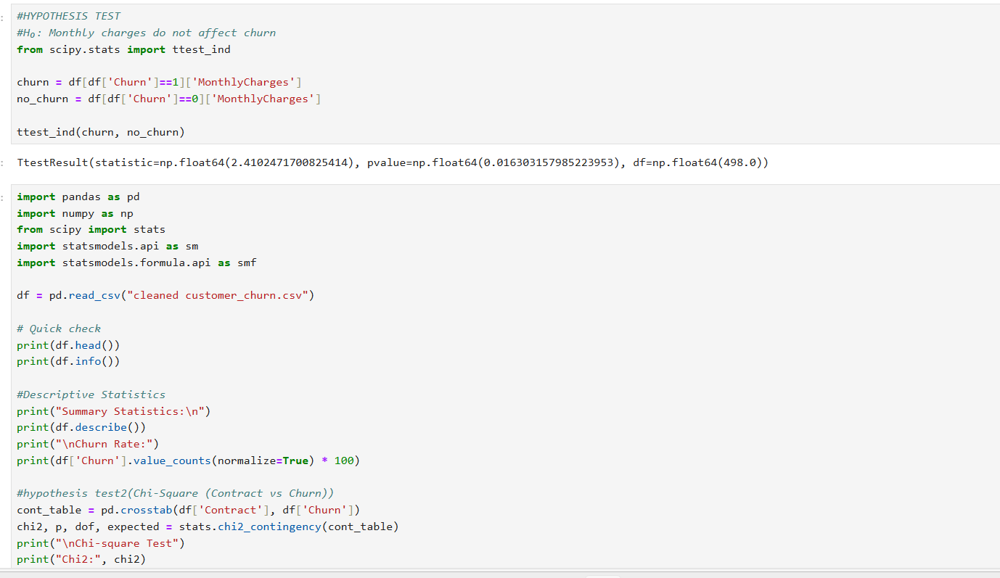 #HYPOTHESIS TEST
#H₀: Monthly charges do not affect churn
from scipy.stats import ttest_ind
churn = df[df['Churn']==1]['MonthlyCharges']
no_churn = df[df['Churn']==0]['MonthlyCharges']
ttest_ind(churn, no_churn)
TtestResult(statistic=np.float64(2.4102471700825414), pvalue=np.float64(0.016303157985223953), df=np.float64(498.0))
import pandas as pd
import numpy as np
from scipy import stats
import statsmodels.api as sm
import statsmodels.formula.api as smf
df = pd.read_csv("cleaned customer_churn.csv")
# Quick check
print(df.head())
print(df.info())
#Descriptive Statistics
print("Summary Statistics:\n")
print(df.describe())
print("\nChurn Rate:")
print(df['Churn'].value_counts(normalize=True) * 100)
#hypothesis test2(Chi-Square (Contract vs Churn))
cont_table = pd.crosstab(df['Contract'], df['Churn'])
chi2, p, dof, expected = stats.chi2_contingency(cont_table)
print("\nChi-square Test")
print("Chi2:", chi2)